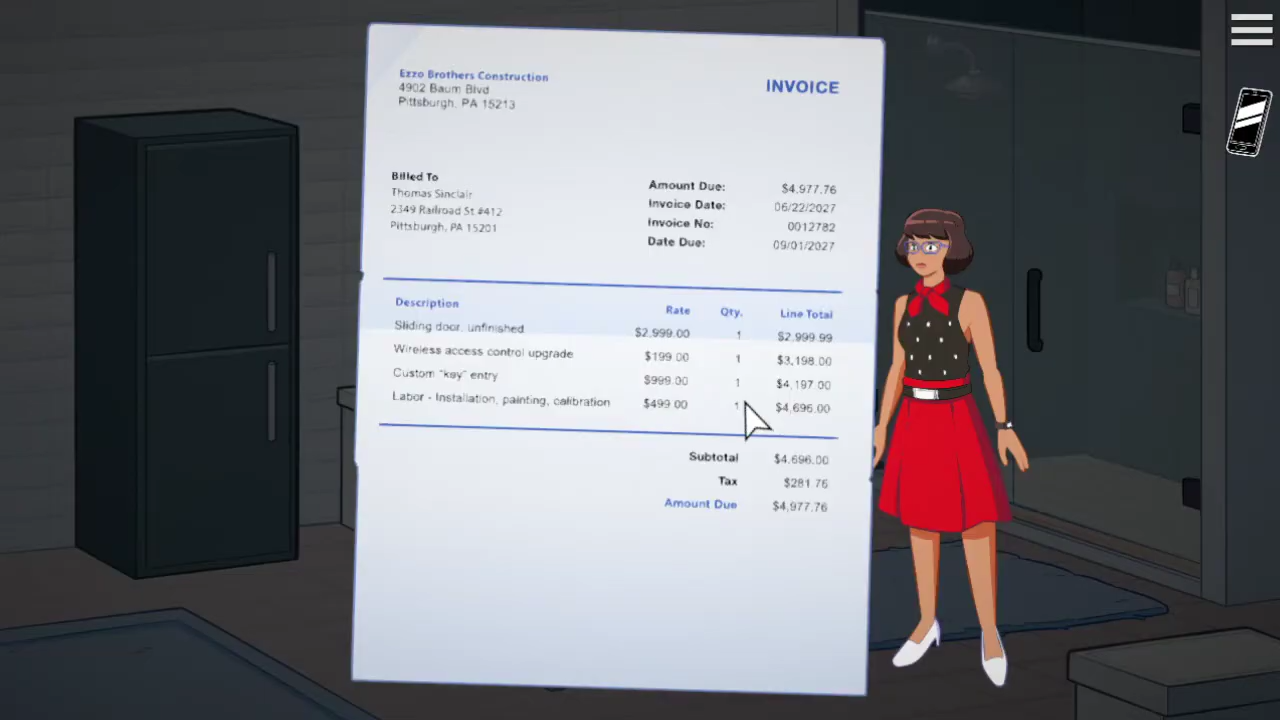 Ezzo Brothers Construction
4902 Baum Blvd
Pittsburgh, PA 15213
INVOICE
Billed To
Thomas Sinclair
2349 Railroad St #412
Pittsburgh, PA 15201
Amount Due: $4,977.76
Invoice Date: 06/22/2027
Invoice No: 0012782
Date Due: 09/01/2027
Description Rate Qty. Line Total
Sliding door, unfinished $2,999.00 1 $2,999.99
Wireless access control upgrade $199.00 1 $3,198.00
Custom "key" entry $999.00 1 $4,197.00
Labor - Installation, painting, calibration $499.00 1 $4,696.00
Subtotal $4,696.00
Tax $281.76
Amount Due $4,977.76